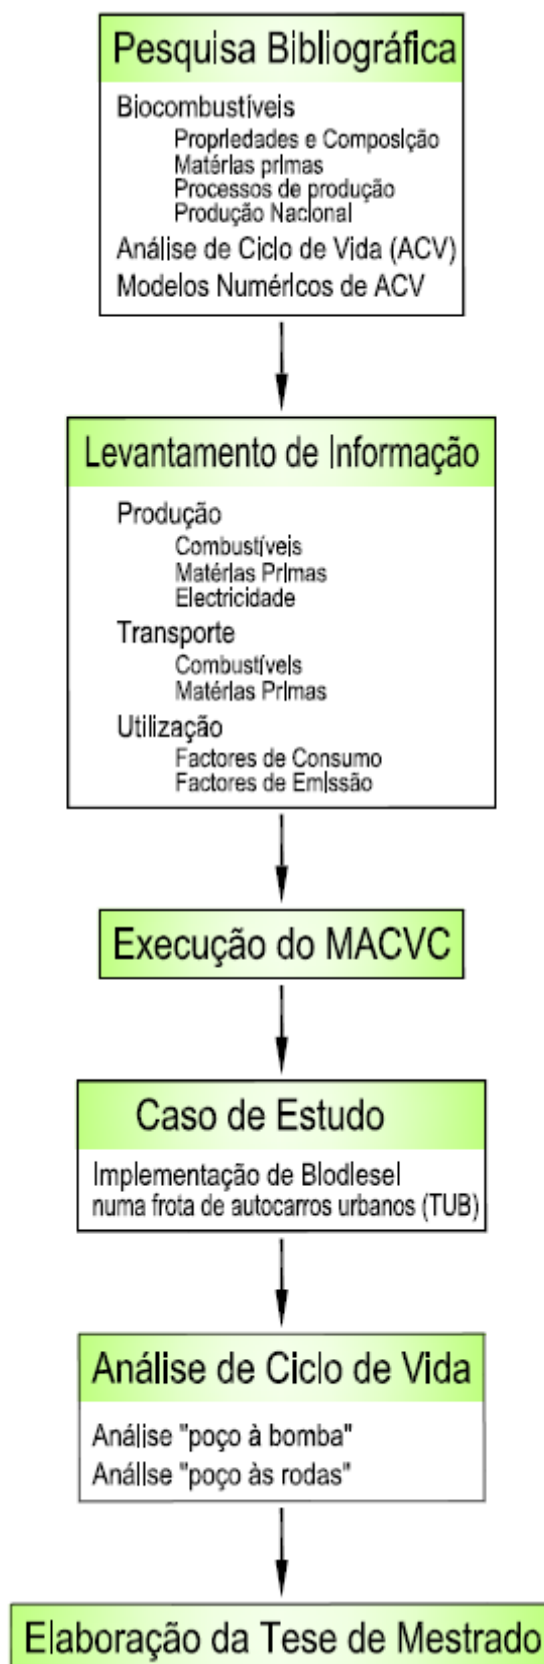 Pesquisa Bibliográfica
Biocombustíveis
Propriedades e Composição
Matérias primas
Processos de produção
Produção Nacional
Análise de Ciclo de Vida (ACV)
Modelos Numéricos de ACV
Levantamento de Informação
Produção
Combustíveis
Matérias Primas
Electricidade
Transporte
Combustíveis
Matérias Primas
Utilização
Factores de Consumo
Factores de Emissão
Execução do MACVC
Caso de Estudo
Implementação de Biodiesel
numa frota de autocarros urbanos (TUB)
Análise de Ciclo de Vida
Análise "poço à bomba"
Análise "poço às rodas"
Elaboração da Tese de Mestrado